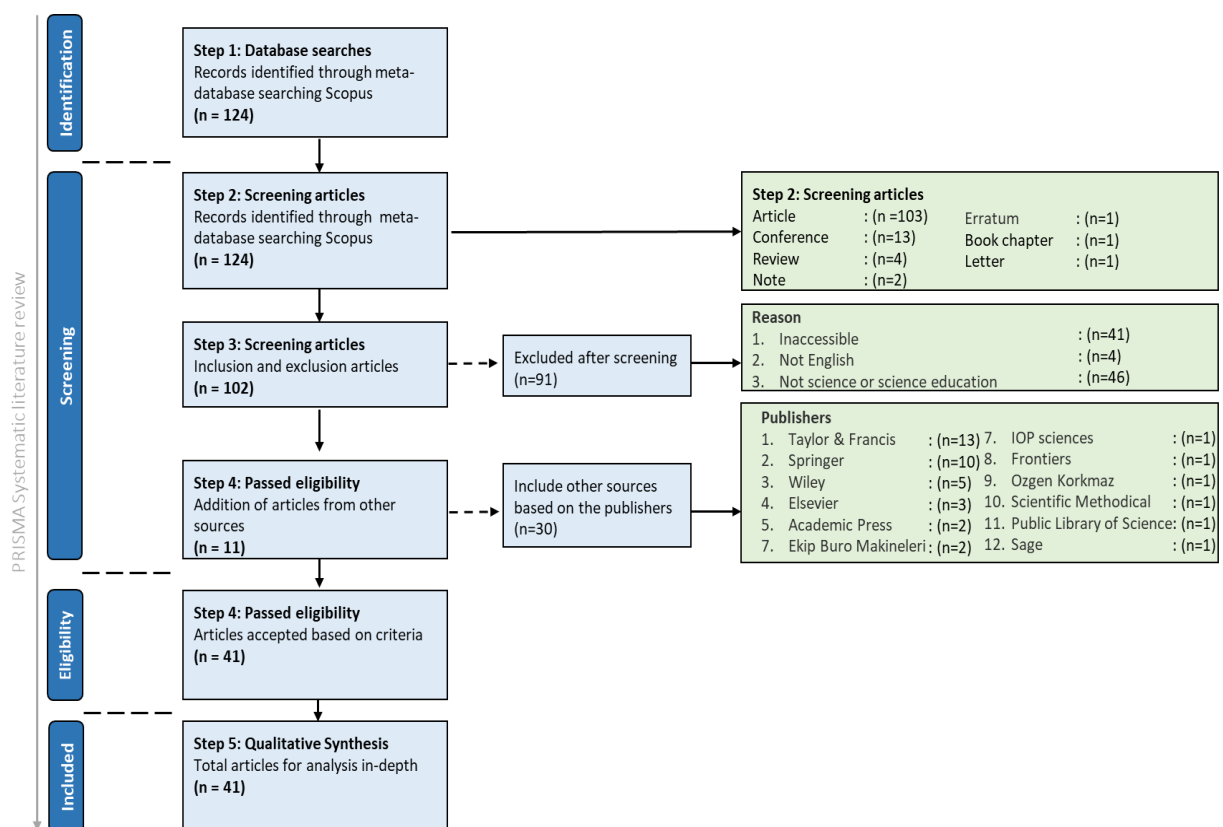 PRISMA Systematic literature review
Identification
Step 1: Database searches
Records identified through meta-
database searching Scopus
(n = 124)
Screening
Step 2: Screening articles
Records identified through meta-
database searching Scopus
(n = 124)
Step 2: Screening articles
Article : (n =103) Erratum : (n=1)
Conference : (n=13) Book chapter : (n=1)
Review : (n=4) Letter : (n=1)
Note : (n=2)
Step 3: Screening articles
Inclusion and exclusion articles
(n = 102)
Excluded after screening
(n=91)
Reason
1. Inaccessible : (n=41)
2. Not English : (n=4)
3. Not science or science education : (n=46)
Step 4: Passed eligibility
Addition of articles from other
sources
(n = 11)
Include other sources
based on the publishers
(n=30)
Publishers
1. Taylor & Francis : (n=13) 7. IOP sciences : (n=1)
2. Springer : (n=10) 8. Frontiers : (n=1)
3. Wiley : (n=5) 9. Ozgen Korkmaz : (n=1)
4. Elsevier : (n=3) 10. Scientific Methodical : (n=1)
5. Academic Press : (n=2) 11. Public Library of Science: (n=1)
7. Ekip Buro Makineleri : (n=2) 12. Sage : (n=1)
Eligibility
Step 4: Passed eligibility
Articles accepted based on criteria
(n = 41)
Included
Step 5: Qualitative Synthesis
Total articles for analysis in-depth
(n = 41)